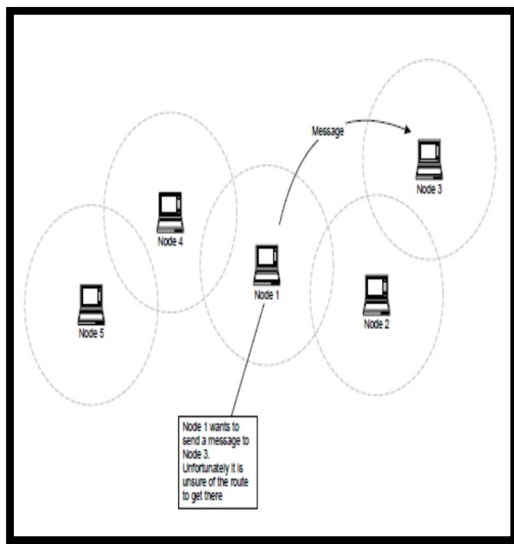 Message
Node 3
Node 4
Node 1
Node 2
Node 5
Node 1 wants to
send a message to
Node 3.
Unfortunately it is
unsure of the route
to get there